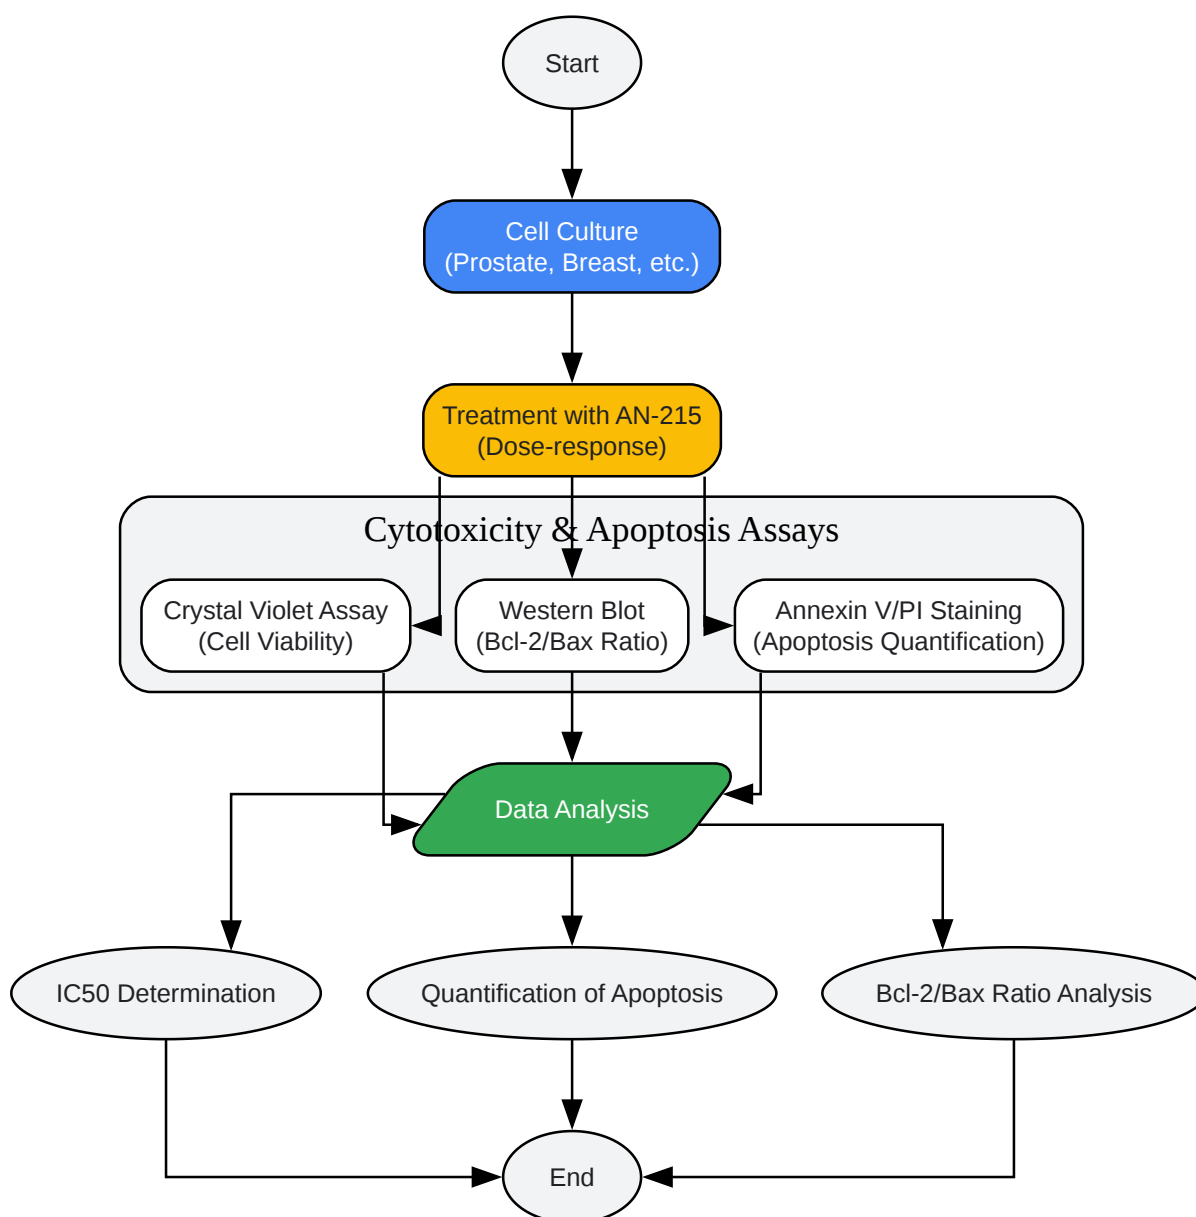 Start
Cell Culture
(Prostate, Breast, etc.)
Treatment with AN-215
(Dose-response)
Cytotoxicity & Apoptosis Assays
Crystal Violet Assay
(Cell Viability)
Western Blot
(Bcl-2/Bax Ratio)
Annexin V/PI Staining
(Apoptosis Quantification)
Data Analysis
IC50 Determination
Quantification of Apoptosis
Bcl-2/Bax Ratio Analysis
End